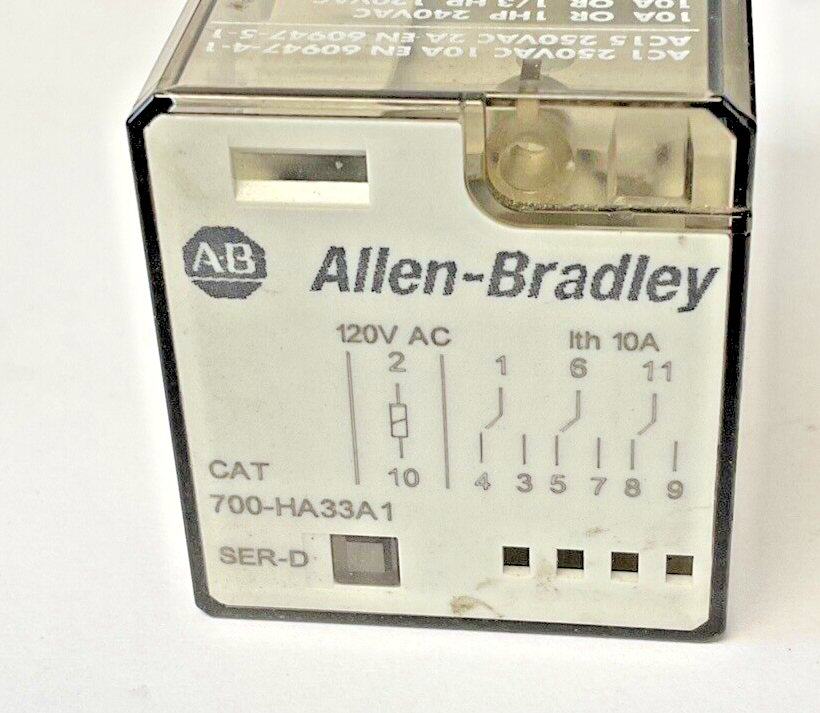 10A OR 1/3 HP 120VAC
10A OR 1HP 240VAC
AC15 250VAC 2A EN 60947-5-1
AC1 250VAC 10A EN 60947-4-1
AB Allen-Bradley
120V AC Ith 10A
2 1 6 11
10 4 3 5 7 8 9
CAT
700-HA33A1
SER-D